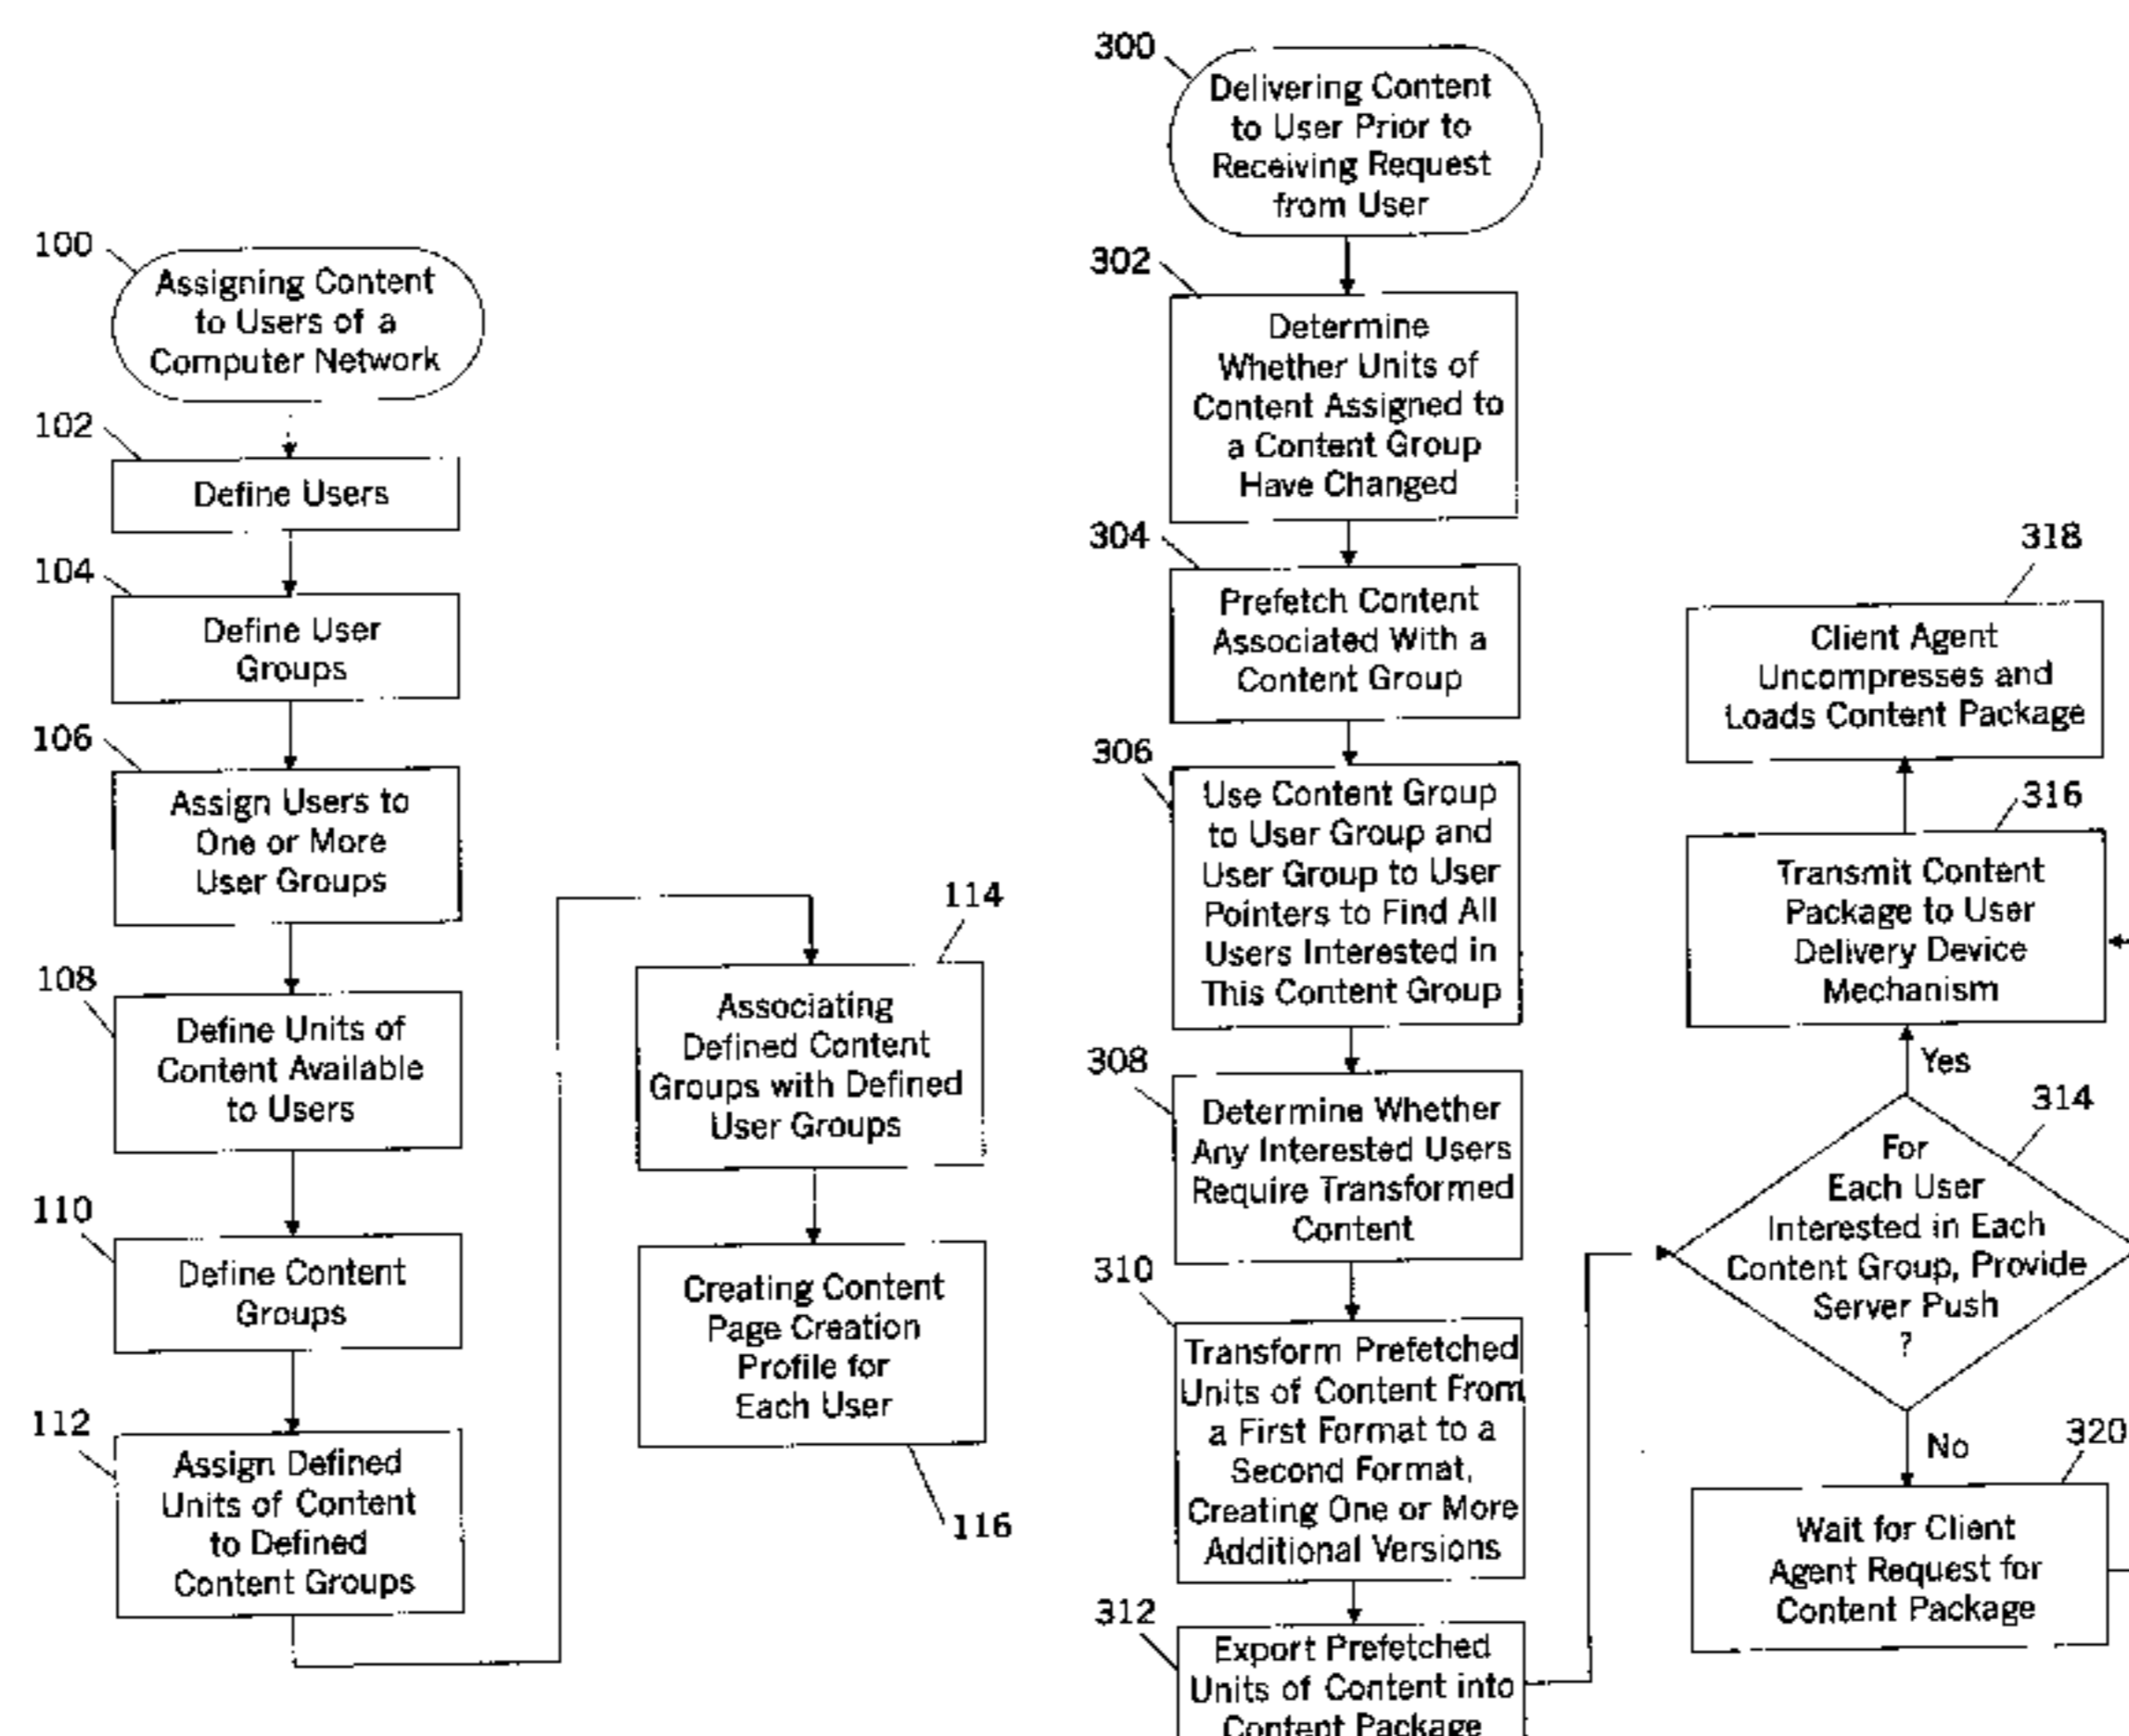 100
Assigning Content
to Users of a
Computer Network
102
Define Users
104
Define User
Groups
106
Assign Users to
One or More
User Groups
108
Define Units of
Content Available
to Users
110
Define Content
Groups
112
Assign Defined
Units of Content
to Defined
Content Groups
114
Associating
Defined Content
Groups with Defined
User Groups
Creating Content
Page Creation
Profile for
Each User
116
300
Delivering Content
to User Prior to
Receiving Request
from User
302
Determine
Whether Units of
Content Assigned to
a Content Group
Have Changed
304
Prefetch Content
Associated With a
Content Group
306
Use Content Group
to User Group and
User Group to User
Pointers to Find All
Users Interested in
This Content Group
308
Determine Whether
Any Interested Users
Require Transformed
Content
310
Transform Prefetched
Units of Content From
a First Format to a
Second Format,
Creating One or More
Additional Versions
312
Export Prefetched
Units of Content into
Content Package
318
Client Agent
Uncompresses and
Loads Content Package
316
Transmit Content
Package to User
Delivery Device
Mechanism
Yes
314
For
Each User
Interested in Each
Content Group, Provide
Server Push
?
No
320
Wait for Client
Agent Request for
Content Package